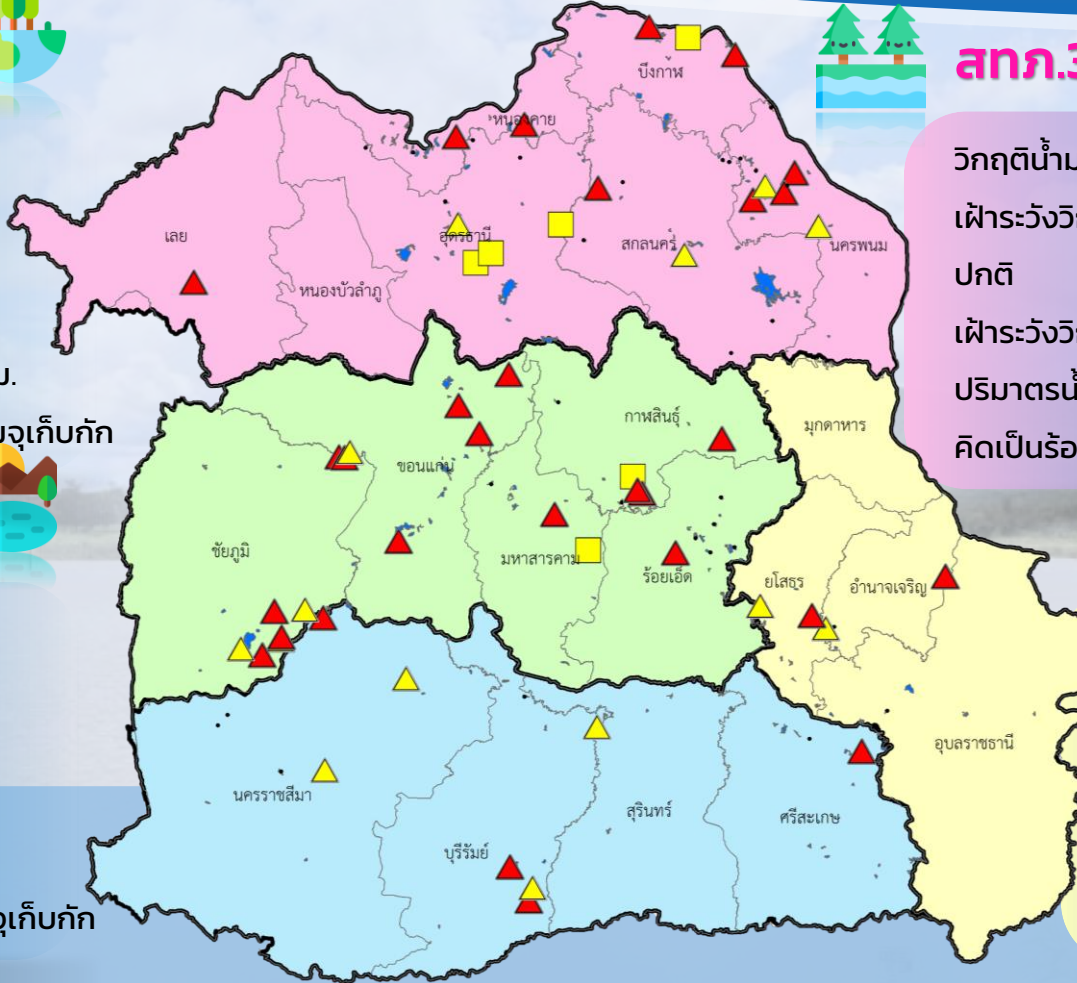 สทภ.3
วิกฤติน้ำม
เฝ้าระวังวิ
ปกติ
เฝ้าระวังวิ
ปริมาตรน้
คิดเป็นร้อ
ม.
จุเก็บกัก
จุเก็บกัก
บึงกาฬ
หนองคาย
เลย
หนองบัวลำภู
อุดรธานี
สกลนคร
นครพนม
กาฬสินธุ์
มุกดาหาร
ขอนแก่น
ชัยภูมิ
มหาสารคาม
ร้อยเอ็ด
ยโสธร
อำนาจเจริญ
อุบลราชธานี
นครราชสีมา
สุรินทร์
ศรีสะเกษ
บุรีรัมย์